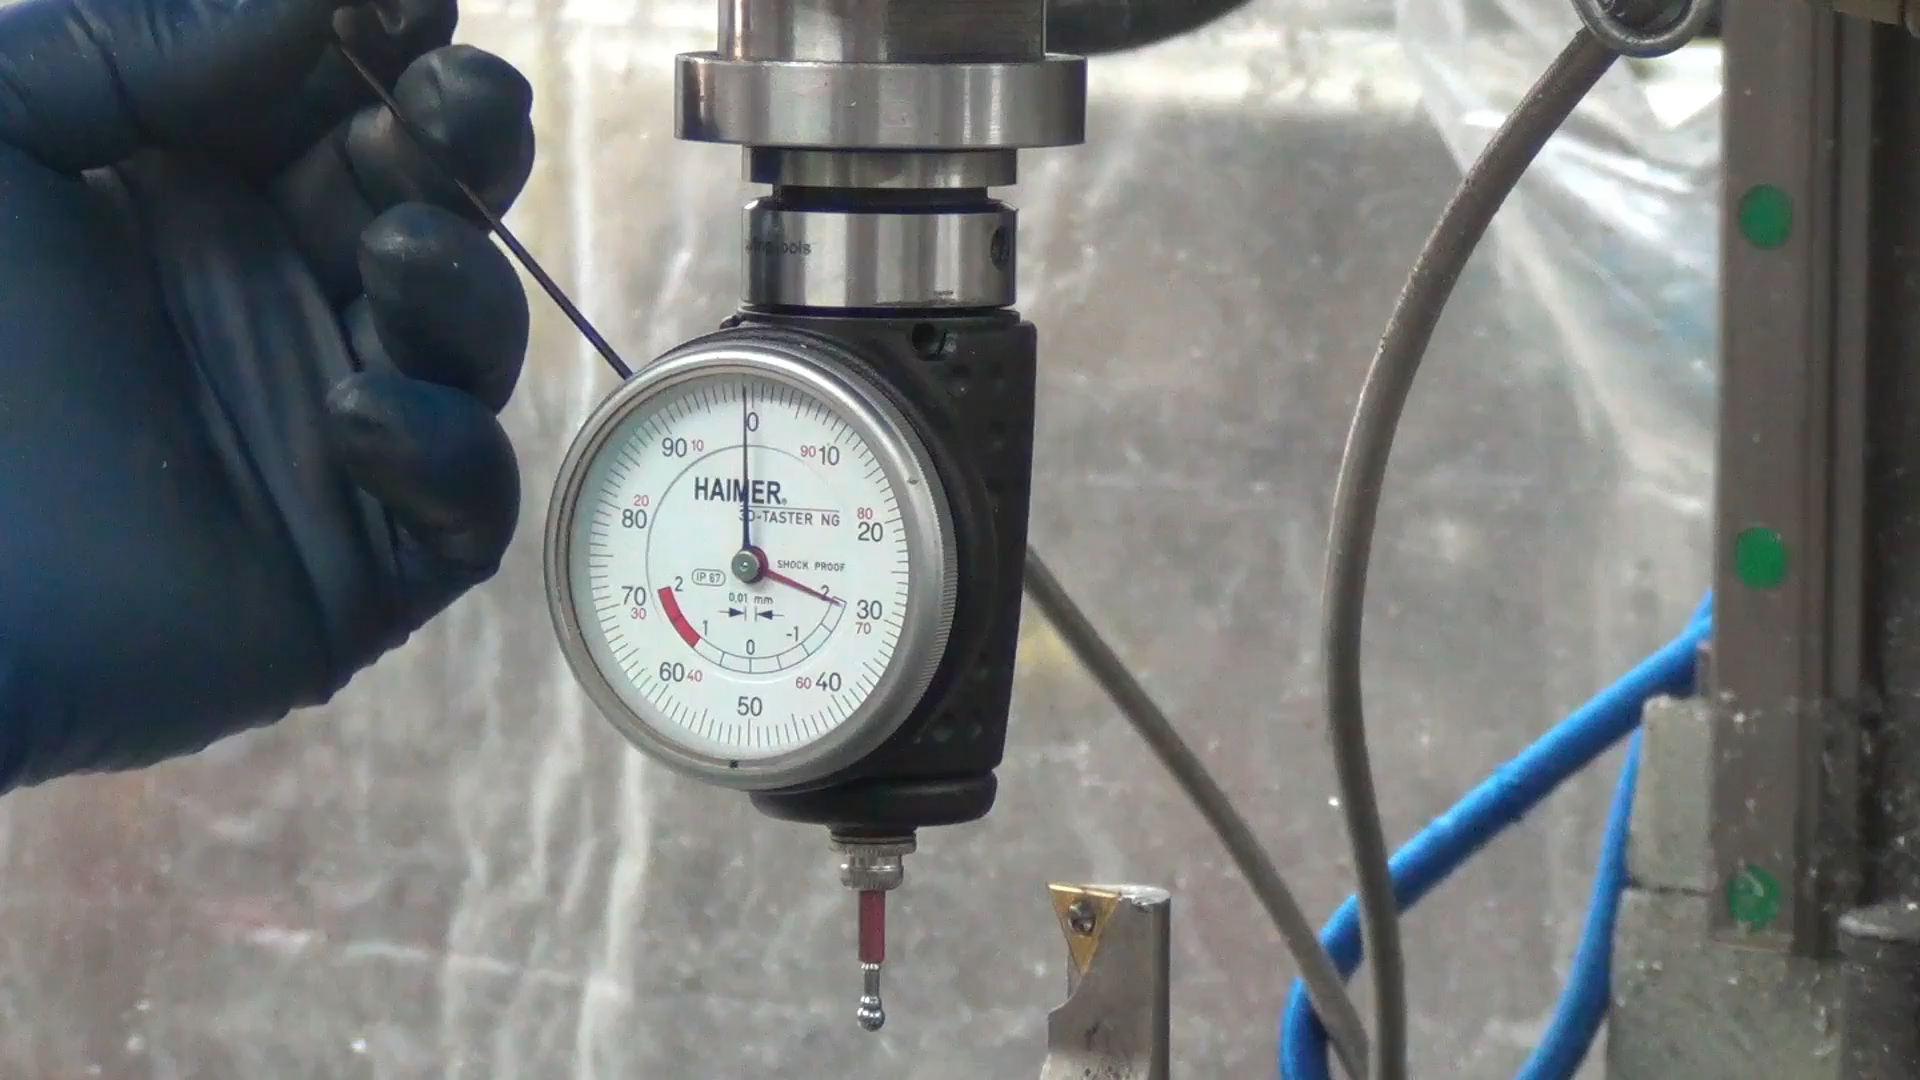 0
90 10 90 10
HAIMER®
3D-TASTER NG
20 80
80 20
SHOCK PROOF
IP 67
2 2
0,01 mm
70 30
30 70
1 -1
0
60 40 60 40
50